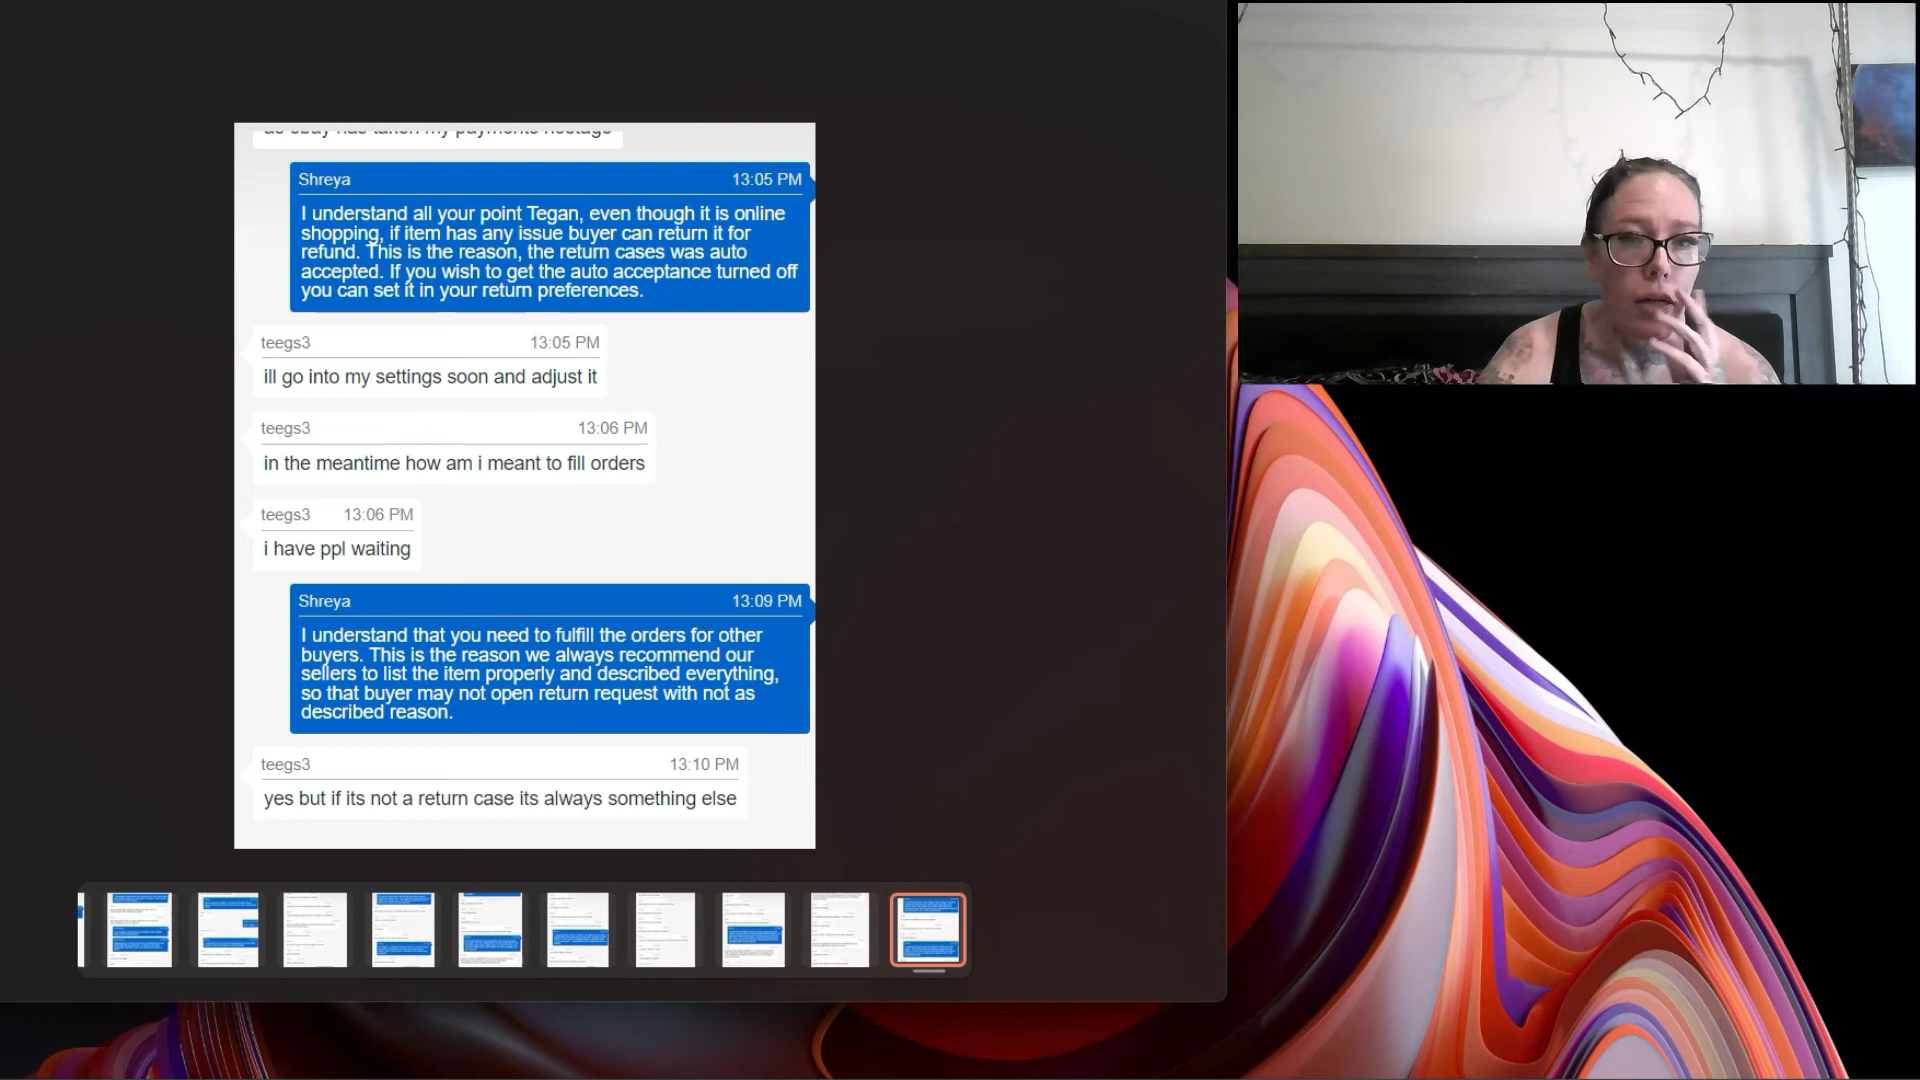 as ebay has taken my payments hostage
Shreya 13:05 PM
I understand all your point Tegan, even though it is online
shopping, if item has any issue buyer can return it for
refund. This is the reason, the return cases was auto
accepted. If you wish to get the auto acceptance turned off
you can set it in your return preferences.
teegs3 13:05 PM
ill go into my settings soon and adjust it
teegs3 13:06 PM
in the meantime how am i meant to fill orders
teegs3 13:06 PM
i have ppl waiting
Shreya 13:09 PM
I understand that you need to fulfill the orders for other
buyers. This is the reason we always recommend our
sellers to list the item properly and described everything,
so that buyer may not open return request with not as
described reason.
teegs3 13:10 PM
yes but if its not a return case its always something else